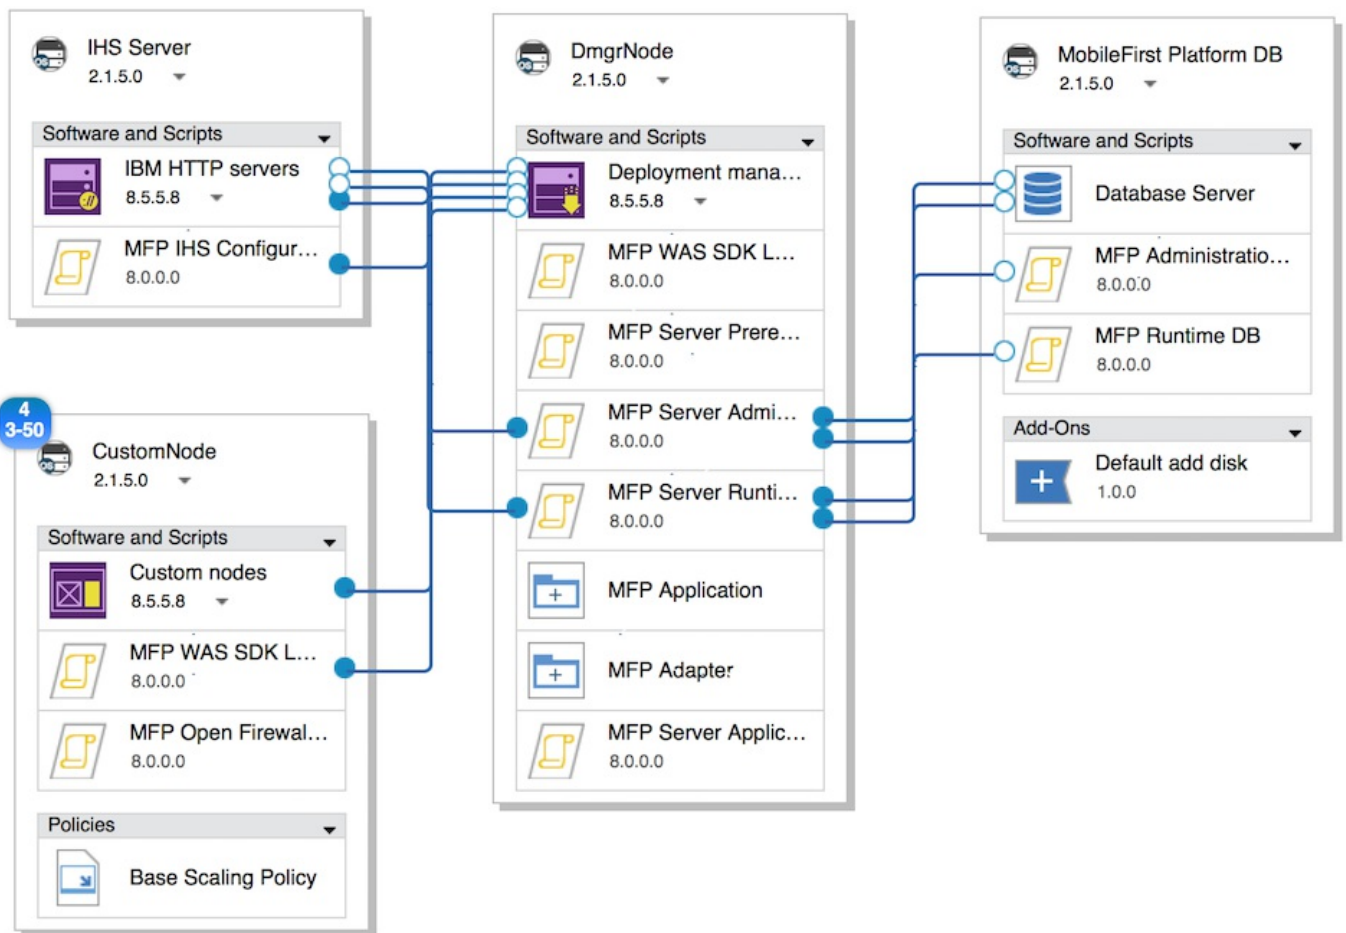 IHS Server
2.1.5.0
Software and Scripts
IBM HTTP servers
8.5.5.8
MFP IHS Configur...
8.0.0.0
4
3-50
CustomNode
2.1.5.0
Software and Scripts
Custom nodes
8.5.5.8
MFP WAS SDK L...
8.0.0.0
MFP Open Firewal...
8.0.0.0
Policies
Base Scaling Policy
DmgrNode
2.1.5.0
Software and Scripts
Deployment mana...
8.5.5.8
MFP WAS SDK L...
8.0.0.0
MFP Server Prere...
8.0.0.0
MFP Server Admi...
8.0.0.0
MFP Server Runti...
8.0.0.0
MFP Application
MFP Adapter
MFP Server Applic...
8.0.0.0
MobileFirst Platform DB
2.1.5.0
Software and Scripts
Database Server
MFP Administratio...
8.0.0.0
MFP Runtime DB
8.0.0.0
Add-Ons
Default add disk
1.0.0